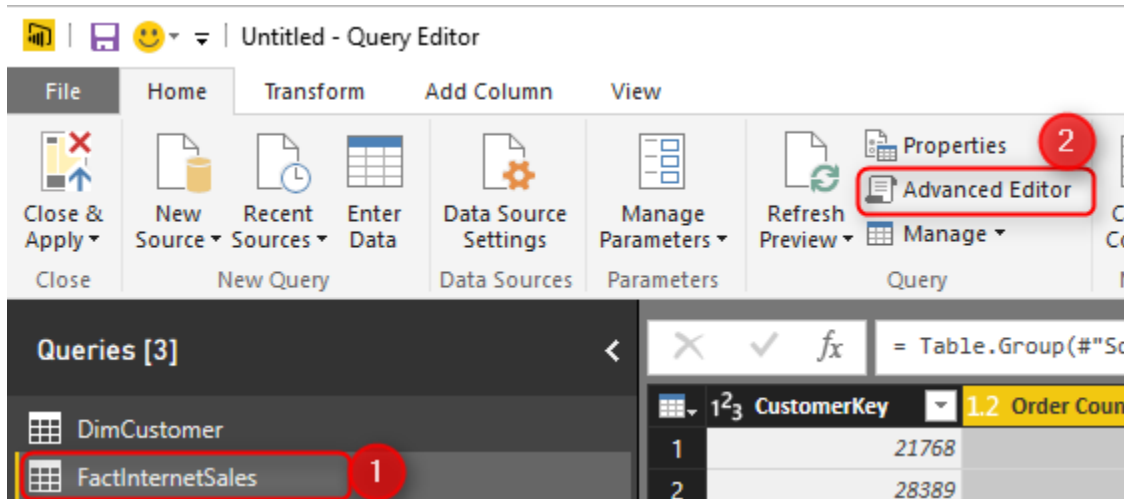 Untitled - Query Editor
File Home Transform Add Column View
Close & Apply
New Source
Recent Sources
Enter Data
Data Source Settings
Manage Parameters
Refresh Preview
Properties
2
Advanced Editor
Manage
Close
New Query
Data Sources
Parameters
Query
Queries [3]
fx
= Table.Group(#"So
DimCustomer
FactInternetSales
1
1²3 CustomerKey
1.2 Order Coun
1 21768
2 28389